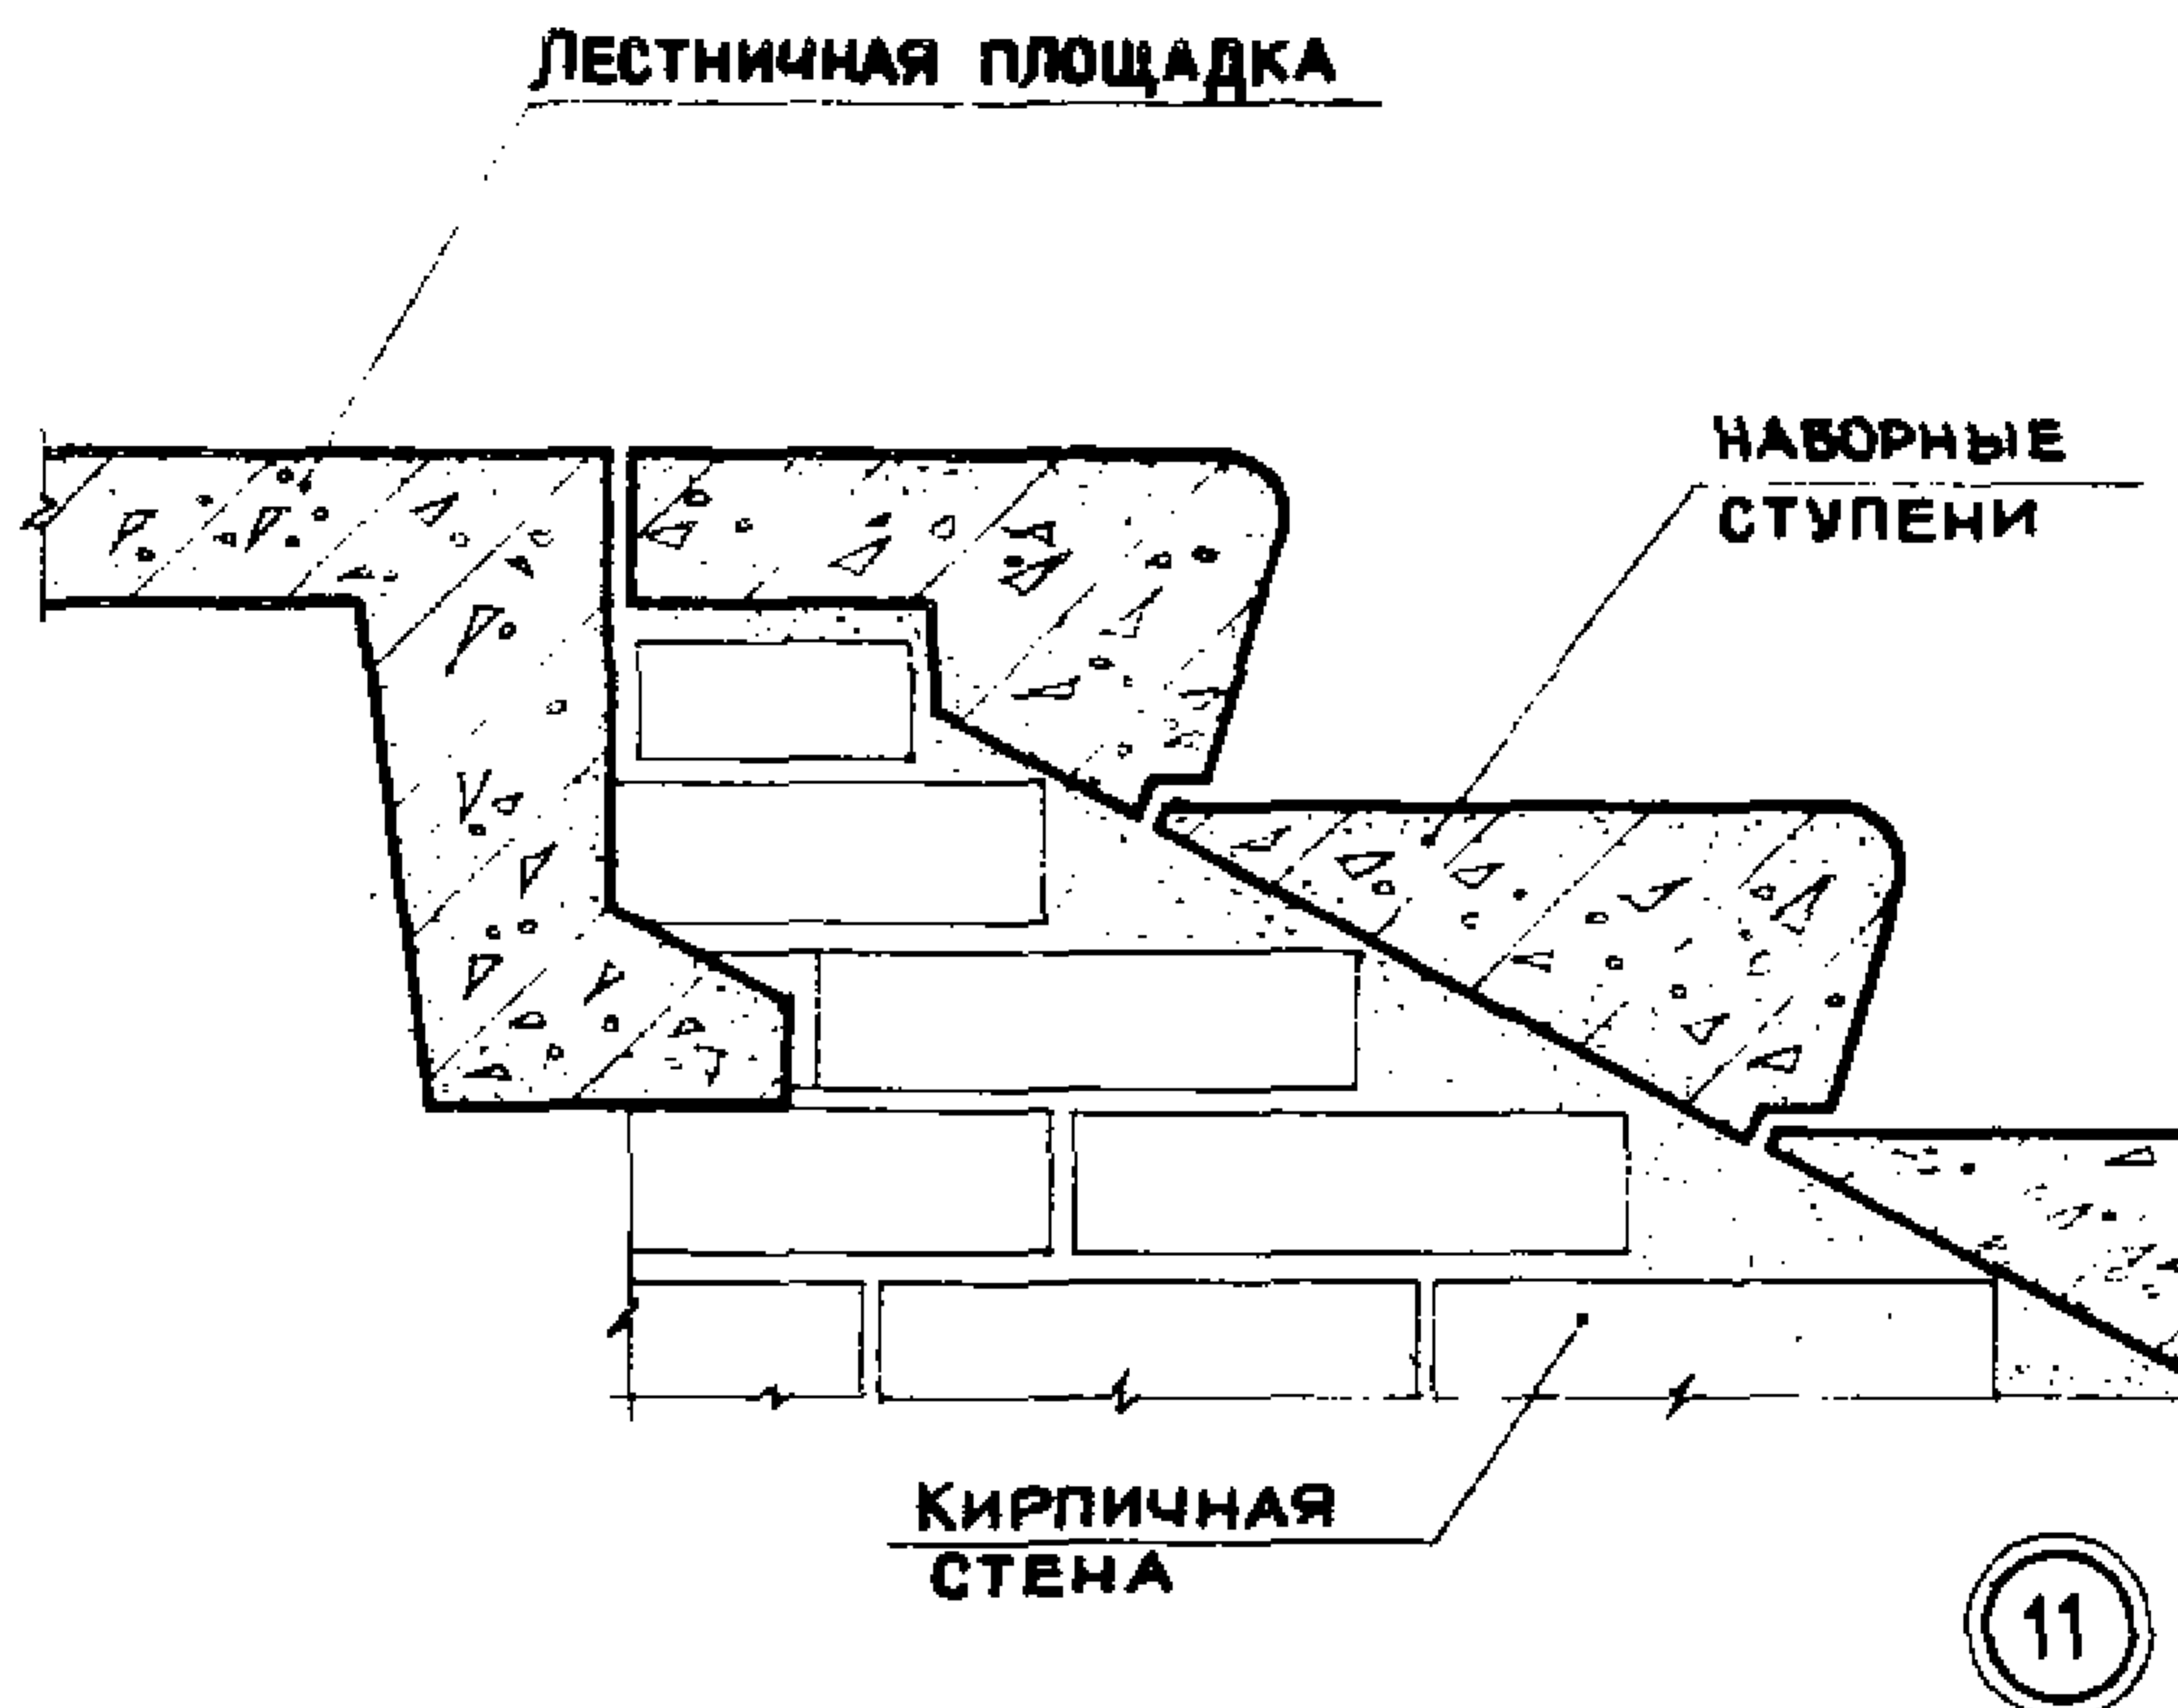 Лестничная площадка
наборные
ступени
Кирпичная
стена
11